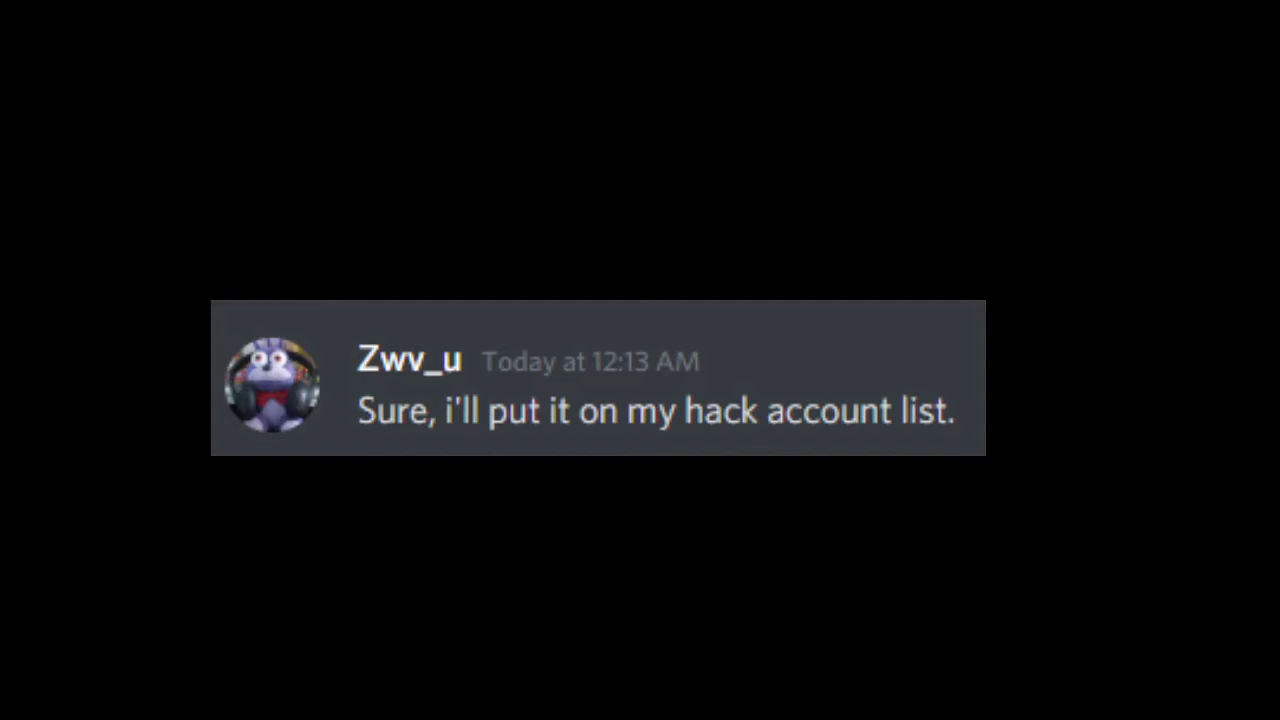 Zwv_u Today at 12:13 AM
Sure, i'll put it on my hack account list.